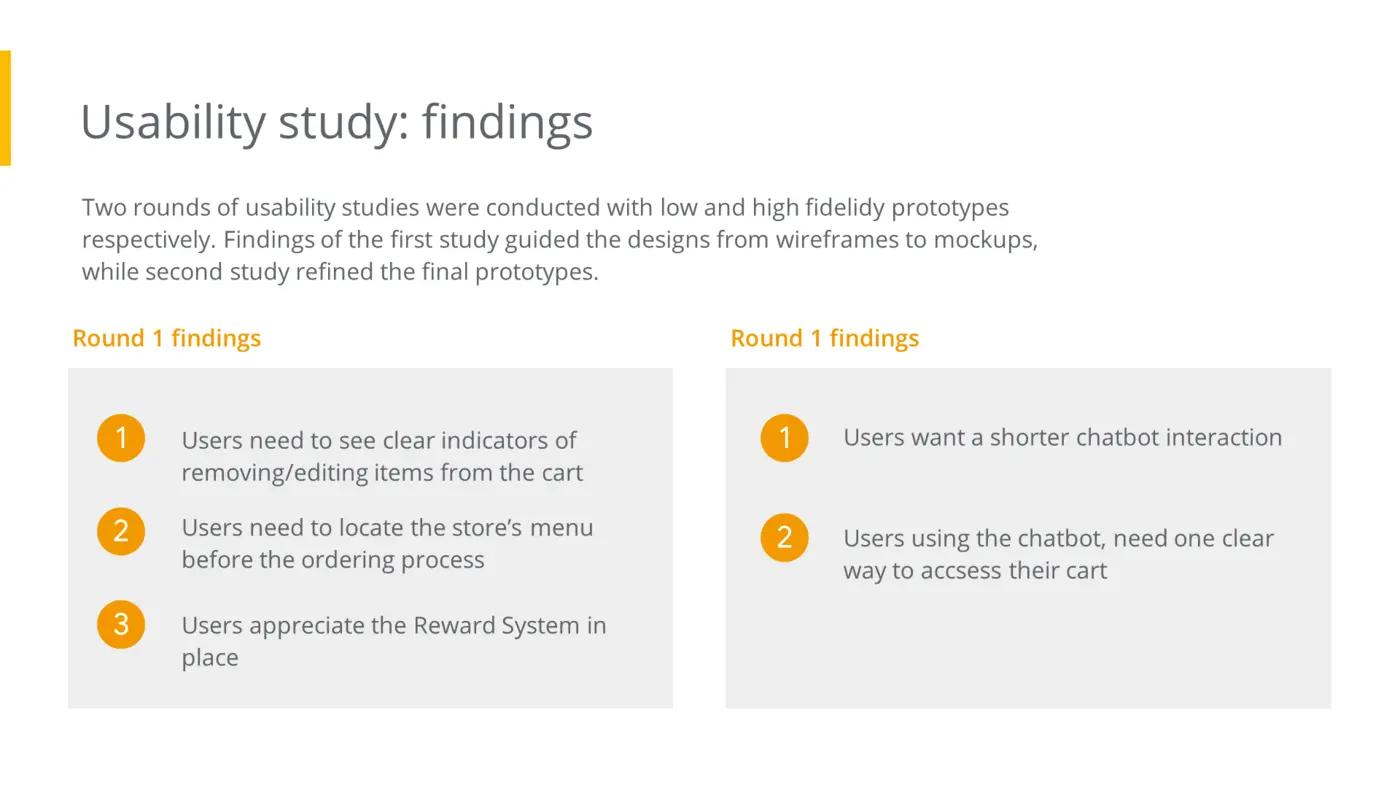 Usability study: findings
Two rounds of usability studies were conducted with low and high fidelidy prototypes
respectively. Findings of the first study guided the designs from wireframes to mockups,
while second study refined the final prototypes.
Round 1 findings
1 Users need to see clear indicators of
removing/editing items from the cart
2 Users need to locate the store’s menu
before the ordering process
3 Users appreciate the Reward System in
place
Round 1 findings
1 Users want a shorter chatbot interaction
2 Users using the chatbot, need one clear
way to accsess their cart